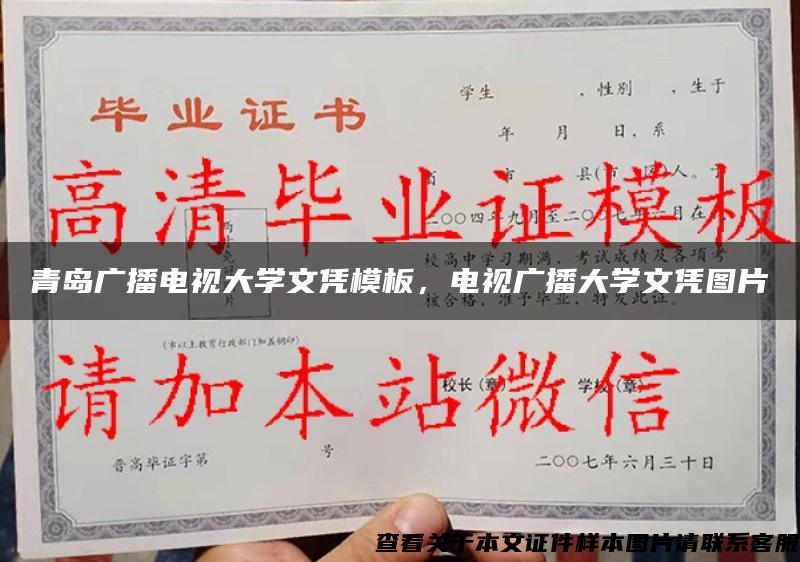 毕业证书
学生　　　，性别　　，生于
年　　月　　日，系
省　　市　　县(市、区)人。于
高清毕业证模板
二〇〇四年九月至二〇〇七年六月在
青岛广播电视大学文凭模板，电视广播大学文凭图片
校高中学习期满，考试成绩及各项考
核合格，准予毕业，特发此证。
(市以上教育行政部门加盖钢印)
请加本站微信
校长(章)　　学校(章)
晋高毕证字第　　　号
二〇〇七年六月三十日
查看关于本文证件样本图片请联系客服